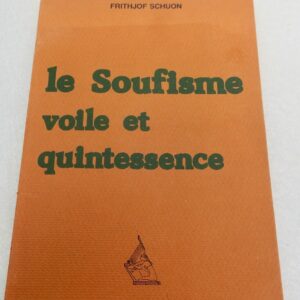 FRITHJOF SCHUON
le Soufisme
voile et
quintessence